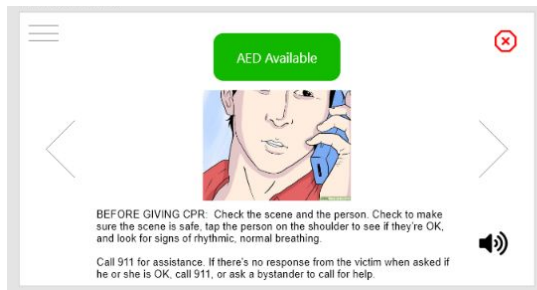 AED Available
BEFORE GIVING CPR:  Check the scene and the person. Check to make
sure the scene is safe, tap the person on the shoulder to see if they're OK,
and look for signs of rhythmic, normal breathing.
Call 911 for assistance. If there's no response from the victim when asked if
he or she is OK, call 911, or ask a bystander to call for help.